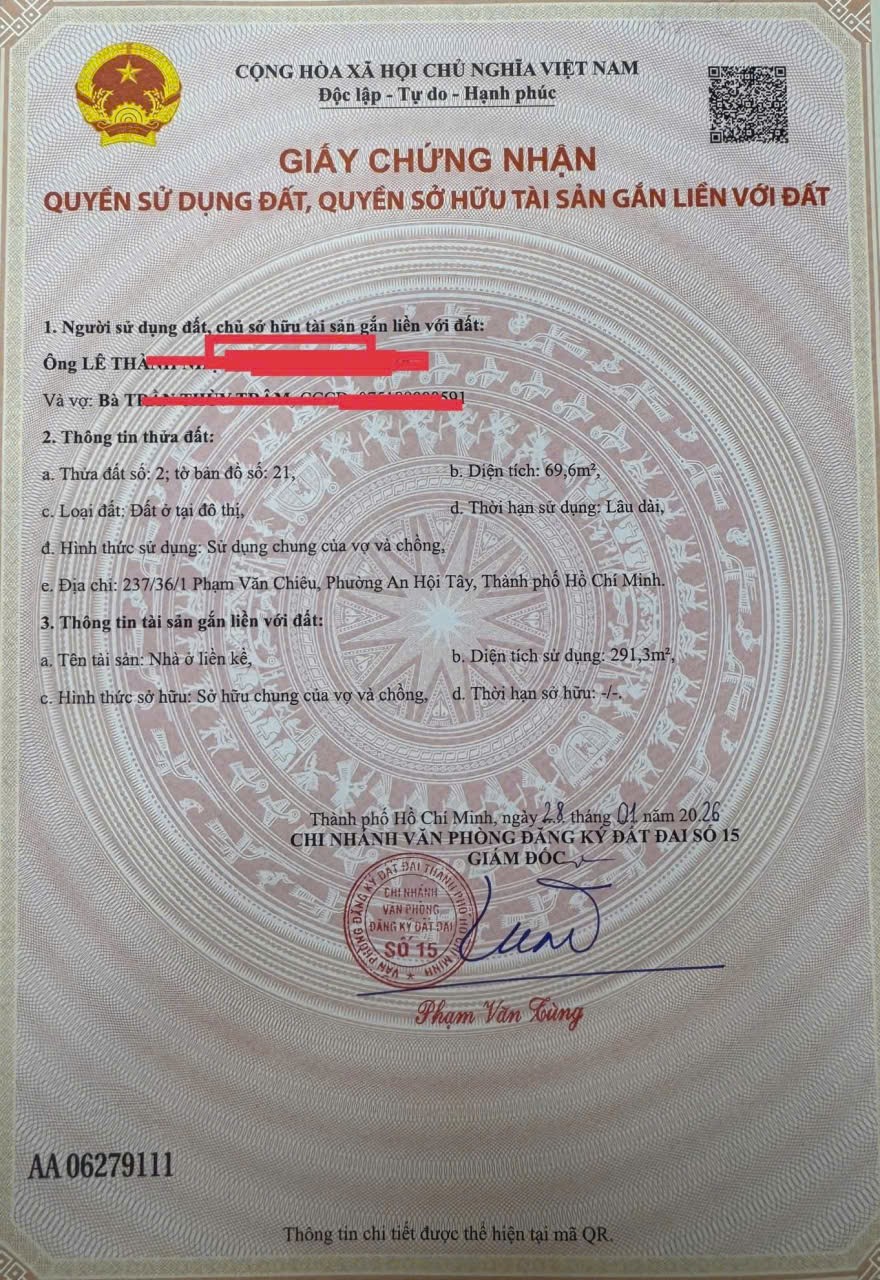 CỘNG HÒA XÃ HỘI CHỦ NGHĨA VIỆT NAM
Độc lập - Tự do - Hạnh phúc
GIẤY CHỨNG NHẬN
QUYỀN SỬ DỤNG ĐẤT, QUYỀN SỞ HỮU TÀI SẢN GẮN LIỀN VỚI ĐẤT
1. Người sử dụng đất, chủ sở hữu tài sản gắn liền với đất:
Ông LÊ
Và vợ: Bà
2. Thông tin thửa đất:
a. Thửa đất số: 2; tờ bản đồ số: 21, b. Diện tích: 69,6m²,
c. Loại đất: Đất ở tại đô thị, d. Thời hạn sử dụng: Lâu dài,
đ. Hình thức sử dụng: Sử dụng chung của vợ và chồng,
e. Địa chỉ: 237/36/1 Phạm Văn Chiêu, Phường An Hội Tây, Thành phố Hồ Chí Minh.
3. Thông tin tài sản gắn liền với đất:
a. Tên tài sản: Nhà ở liền kề, b. Diện tích sử dụng: 291,3m²,
c. Hình thức sở hữu: Sở hữu chung của vợ và chồng, d. Thời hạn sở hữu: -/-.
Thành phố Hồ Chí Minh, ngày 28 tháng 01 năm 2026
CHI NHÁNH VĂN PHÒNG ĐĂNG KÝ ĐẤT ĐAI SỐ 15
GIÁM ĐỐC
VĂN PHÒNG ĐĂNG KÝ ĐẤT ĐAI THÀNH PHỐ HỒ CHÍ MINH
CHI NHÁNH
VĂN PHÒNG
ĐĂNG KÝ ĐẤT ĐAI
SỐ 15
Phạm Văn Tùng
AA 06279111
Thông tin chi tiết được thể hiện tại mã QR.